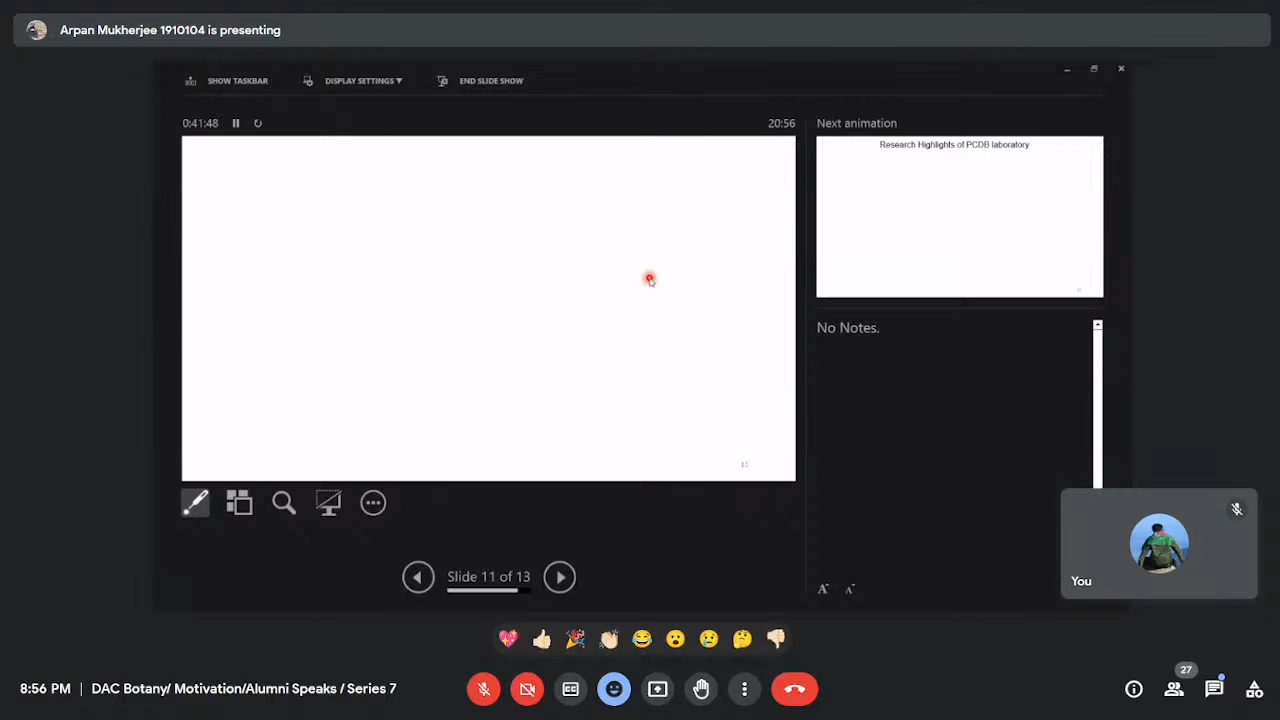 Arpan Mukherjee 1910104 is presenting
SHOW TASKBAR DISPLAY SETTINGS ▼ END SLIDE SHOW
0:41:48 20:56
Next animation
Research Highlights of PCDB laboratory
No Notes.
11
Slide 11 of 13
A A
You
27
8:56 PM | DAC Botany/ Motivation/Alumni Speaks / Series 7
CC